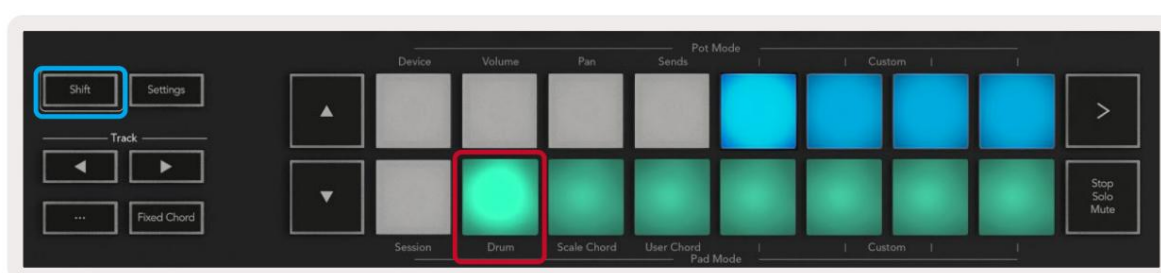 Pot Mode
Device Volume Pan Sends Custom
Shift Settings
▲
>
Track
◀ ▶
▼
Stop
Solo
Mute
... Fixed Chord
Session Drum Scale Chord User Chord Custom
Pad Mode